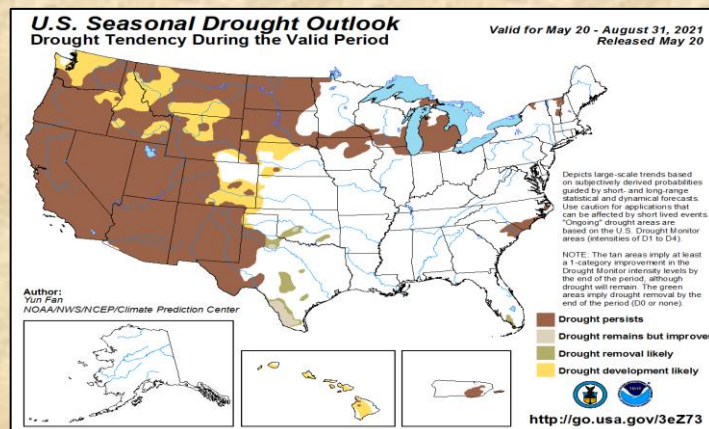 U.S. Seasonal Drought Outlook
Drought Tendency During the Valid Period
Valid for May 20 - August 31, 2021
Released May 20
Depicts large-scale trends based
on subjectively derived probabilities
guided by short- and long-range
statistical and dynamical forecasts.
Use caution for applications that
can be affected by short lived events.
"Ongoing" drought areas are
based on the U.S. Drought Monitor
areas (intensities of D1 to D4).
NOTE: The tan areas imply at least
a 1-category improvement in the
Drought Monitor intensity levels by
the end of the period, although
drought will remain. The green
areas imply drought removal by the
end of the period (D0 or none).
Author:
Yun Fan
NOAA/NWS/NCEP/Climate Prediction Center
Drought persists
Drought remains but improves
Drought removal likely
Drought development likely
http://go.usa.gov/3eZ73